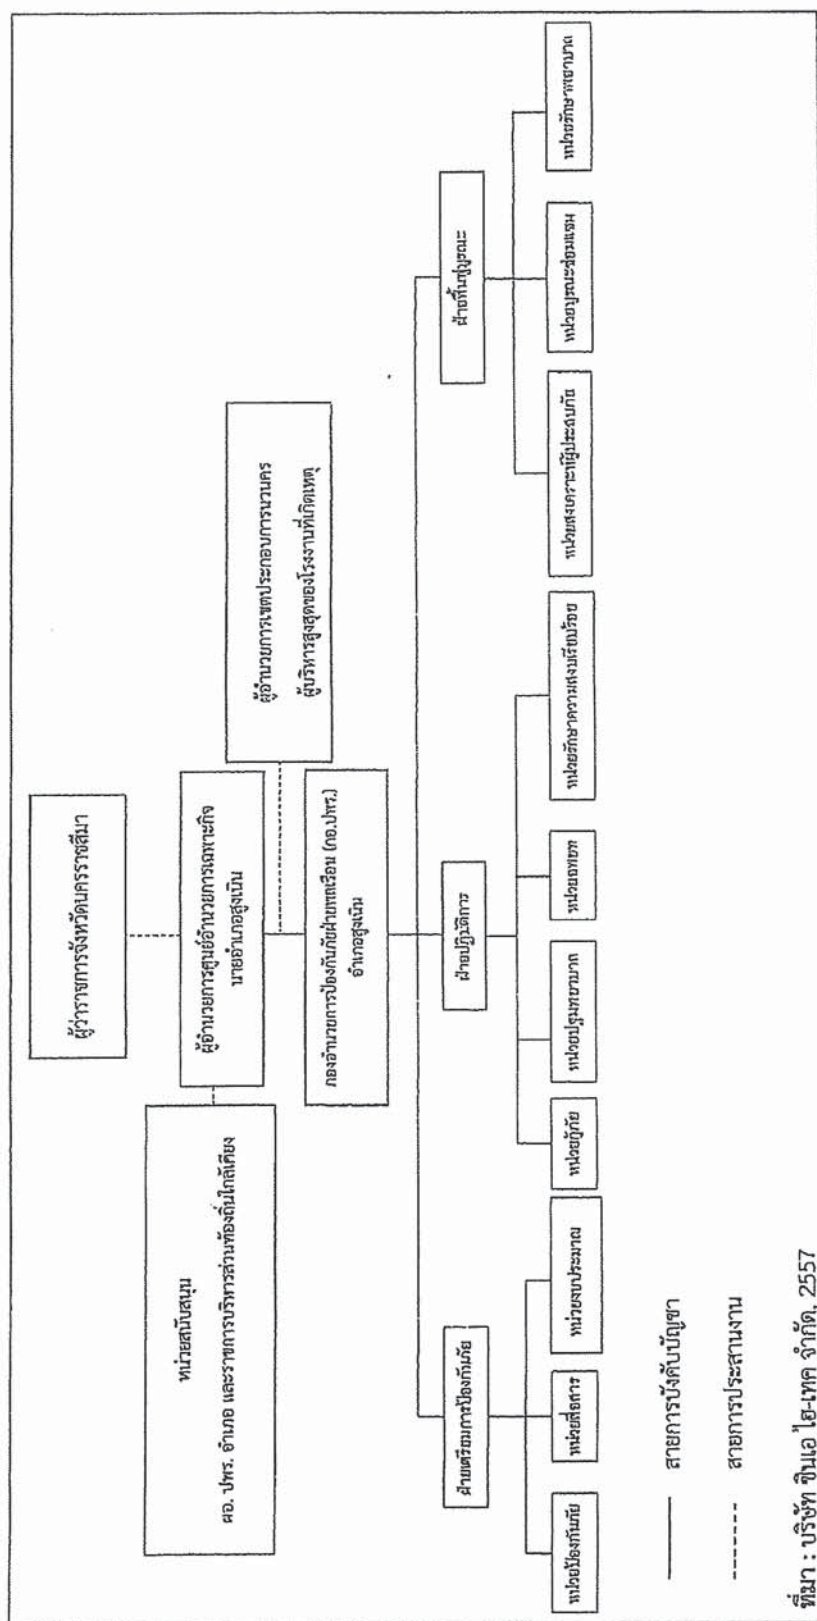 ผู้ว่าราชการจังหวัดนครราชสีมา
ผู้อำนวยการศูนย์อำนวยการเฉพาะกิจ
นายอำเภอสูงเนิน
หน่วยสนับสนุน
ผอ. ปพร. อำเภอ และราชการบริหารส่วนท้องถิ่นใกล้เคียง
ผู้อำนวยการเขตประกอบการนวนคร
ผู้บริหารสูงสุดของโรงงานที่เกิดเหตุ
กองอำนวยการป้องกันภัยฝ่ายพลเรือน (กอ.ปพร.)
อำเภอสูงเนิน
ฝ่ายเตรียมการป้องกันภัย
ฝ่ายปฏิบัติการ
ฝ่ายฟื้นฟูบูรณะ
หน่วยป้องกันภัย
หน่วยสื่อสาร
หน่วยงบประมาณ
หน่วยกู้ภัย
หน่วยปฐมพยาบาล
หน่วยอพยพ
หน่วยรักษาความสงบเรียบร้อย
หน่วยสงเคราะห์ผู้ประสบภัย
หน่วยบูรณะซ่อมแซม
หน่วยรักษาพยาบาล
สายการบังคับบัญชา
สายการประสานงาน
ที่มา : บริษัท ชินเอ ไฮ-เทค จำกัด, 2557